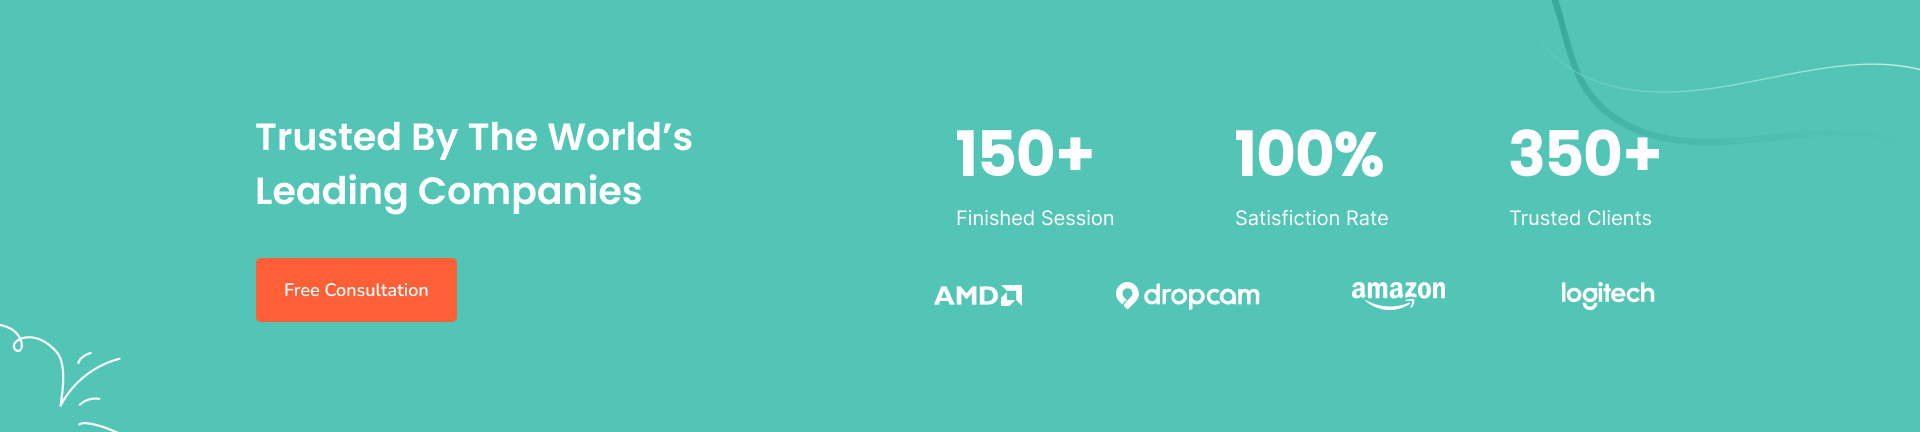 Trusted By The World's
Leading Companies
Free Consultation
150+
Finished Session
100%
Satisfiction Rate
350+
Trusted Clients
AMD
dropcam
amazon
logitech